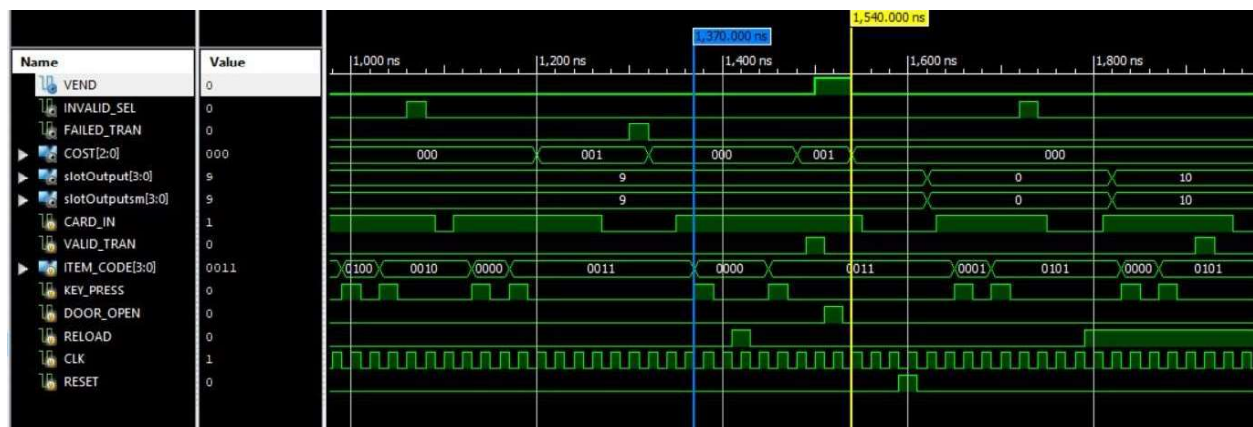 1,540.000 ns
1,370.000 ns
Name Value 1,000 ns 1,200 ns 1,400 ns 1,600 ns 1,800 ns
VEND 0
INVALID_SEL 0
FAILED_TRAN 0
COST[2:0] 000 000 001 000 001 000
slotOutput[3:0] 9 9 0 10
slotOutputsm[3:0] 9 9 0 10
CARD_IN 1
VALID_TRAN 0
ITEM_CODE[3:0] 0011 0100 0010 0000 0011 0000 0011 0001 0101 0000 0101
KEY_PRESS 0
DOOR_OPEN 0
RELOAD 0
CLK 1
RESET 0